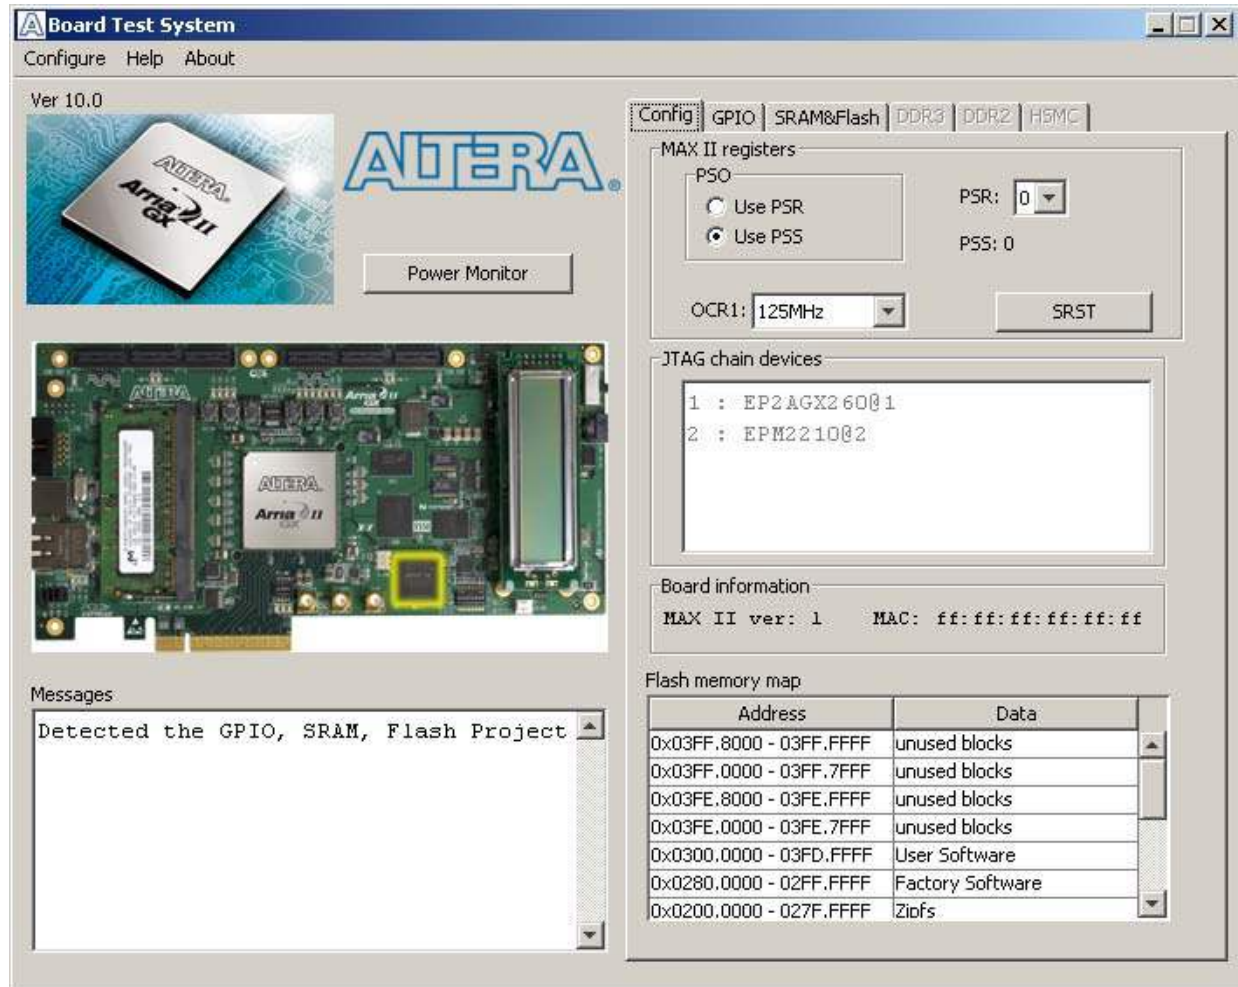 Board Test System
Configure Help About
Ver 10.0
ALTERA
Arria II
GX
ALTERA®
Power Monitor
ALTERA
Arria II
GX
ALTERA
Arria II
GX
Messages
Detected the GPIO, SRAM, Flash Project
Config GPIO SRAM&Flash DDR3 DDR2 HSMC
MAX II registers
PSO
Use PSR
Use PSS
PSR: 0
PSS: 0
OCR1: 125MHz
SRST
JTAG chain devices
1 : EP2AGX260@1
2 : EPM2210@2
Board information
MAX II ver: 1 MAC: ff:ff:ff:ff:ff:ff
Flash memory map
Address Data
0x03FF.8000 - 03FF.FFFF unused blocks
0x03FF.0000 - 03FF.7FFF unused blocks
0x03FE.8000 - 03FE.FFFF unused blocks
0x03FE.0000 - 03FE.7FFF unused blocks
0x0300.0000 - 03FD.FFFF User Software
0x0280.0000 - 02FF.FFFF Factory Software
0x0200.0000 - 027F.FFFF Zipfs